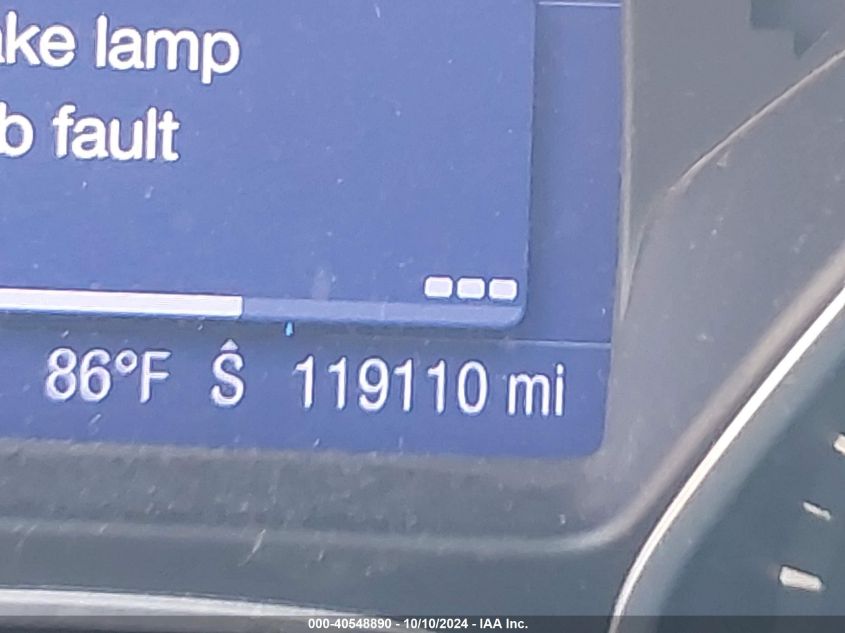 ake lamp
b fault
86°F Ŝ 119110 mi
000-40548890 - 10/10/2024 - IAA Inc.